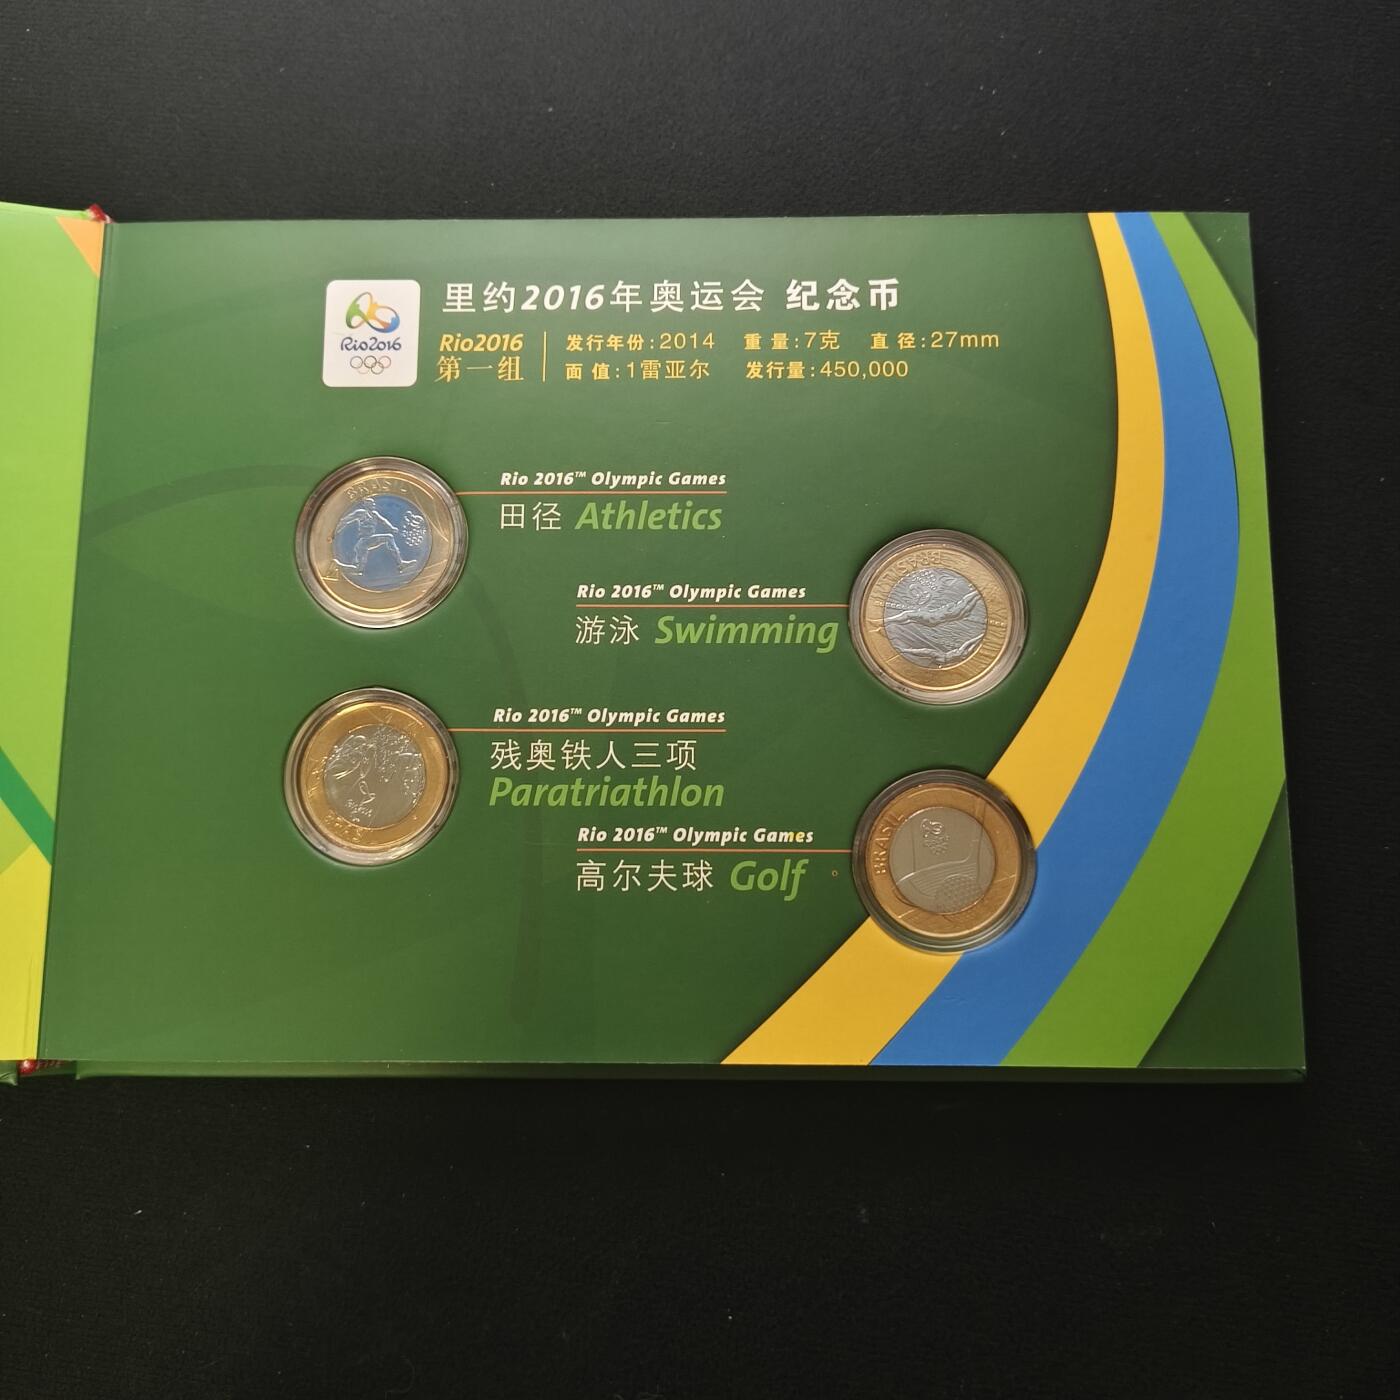 里约2016年奥运会 纪念币
Rio2016
Rio2016
第一组
发行年份:2014 重量:7克 直径:27mm
面值:1雷亚尔 发行量:450,000
BRASIL
Rio 2016™ Olympic Games
田径 Athletics
BRASIL
Rio 2016™ Olympic Games
游泳 Swimming
Rio 2016™ Olympic Games
残奥铁人三项
Paratriathlon
Rio 2016™ Olympic Games
高尔夫球 Golf
BRASIL